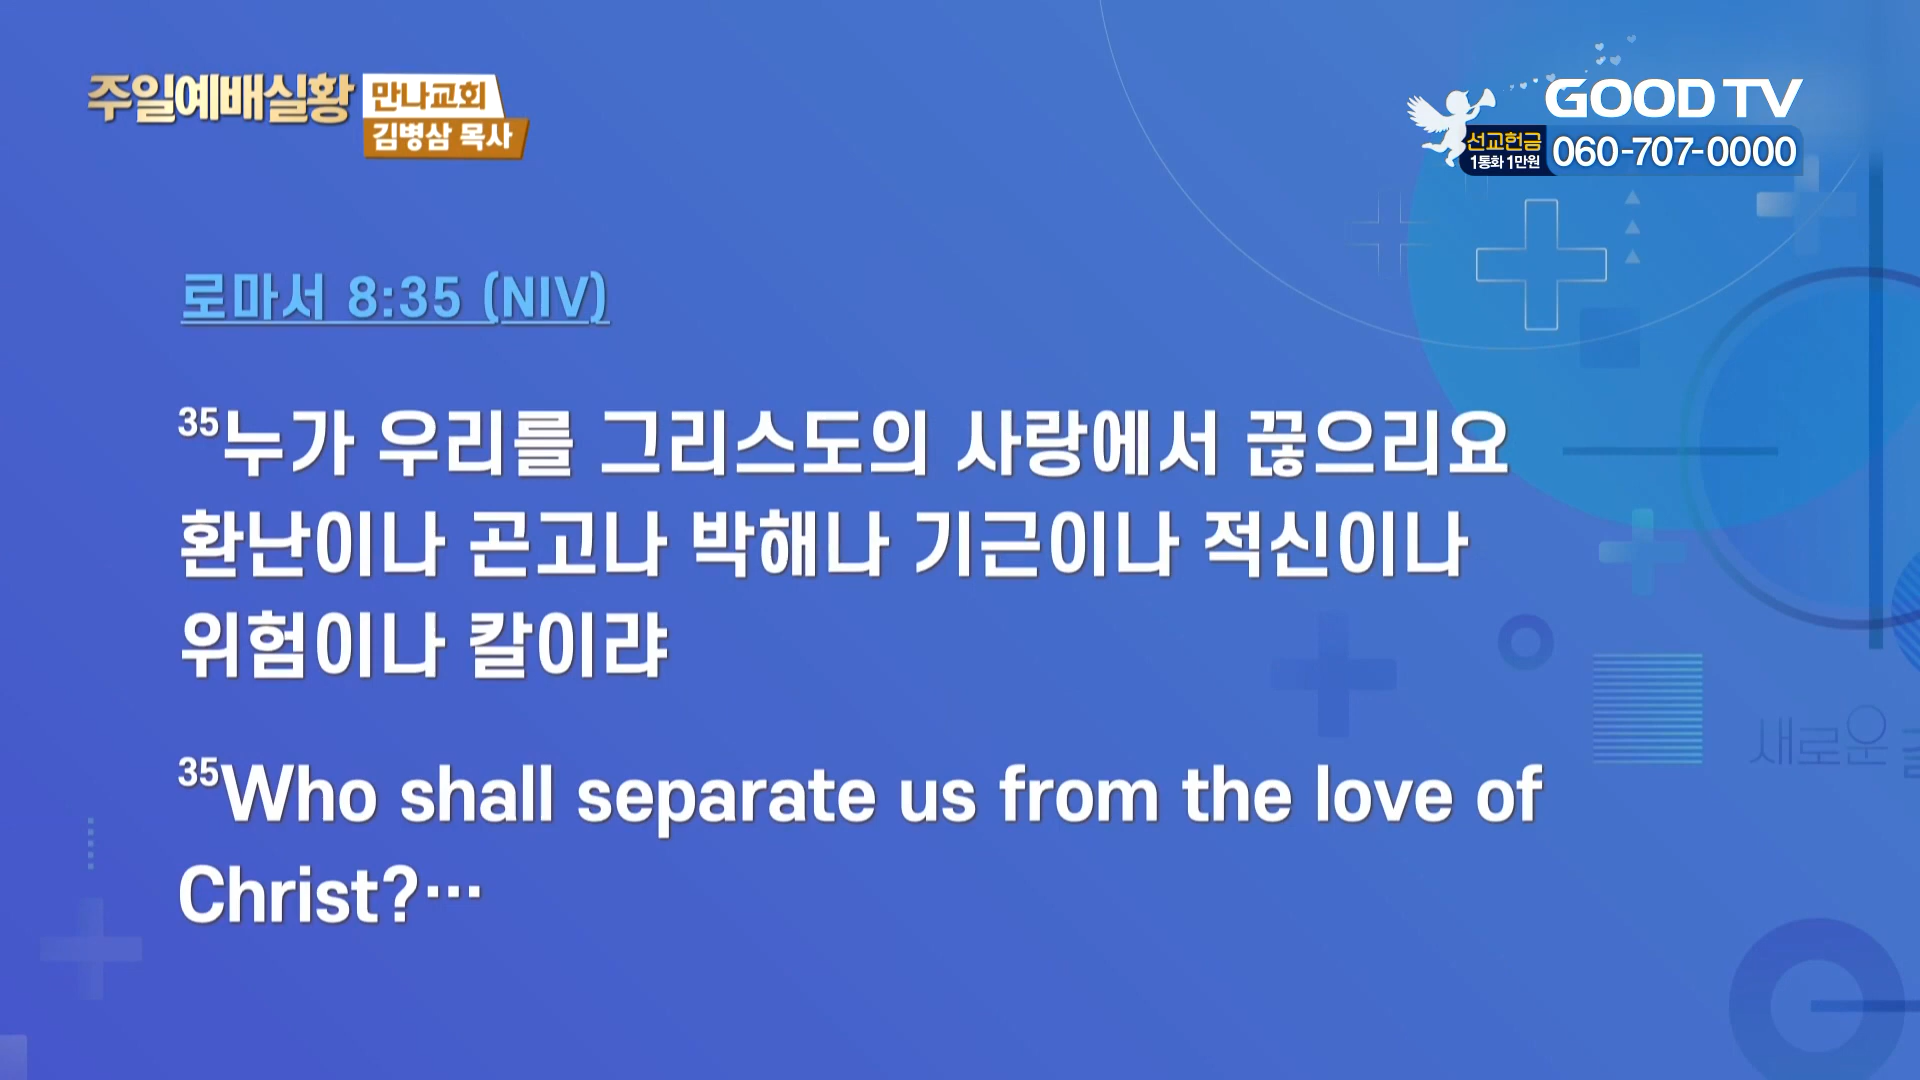 주일예배실황
만나교회
김병삼 목사
GOOD TV
선교헌금
1통화 1만원
060-707-0000
로마서 8:35 (NIV)
35누가 우리를 그리스도의 사랑에서 끊으리요
환난이나 곤고나 박해나 기근이나 적신이나
위험이나 칼이랴
새로운
35Who shall separate us from the love of
Christ?…